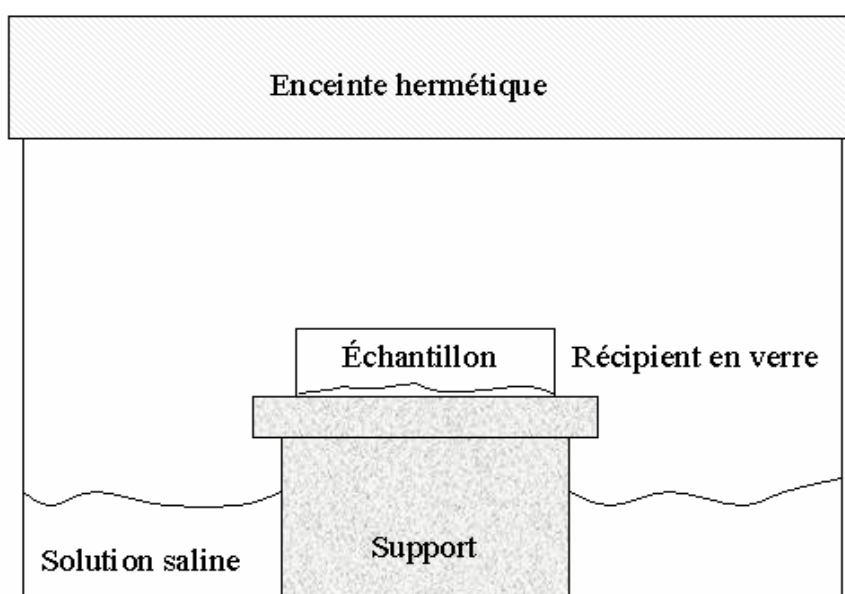 Enceinte hermétique
Échantillon
Récipient en verre
Solution saline
Support